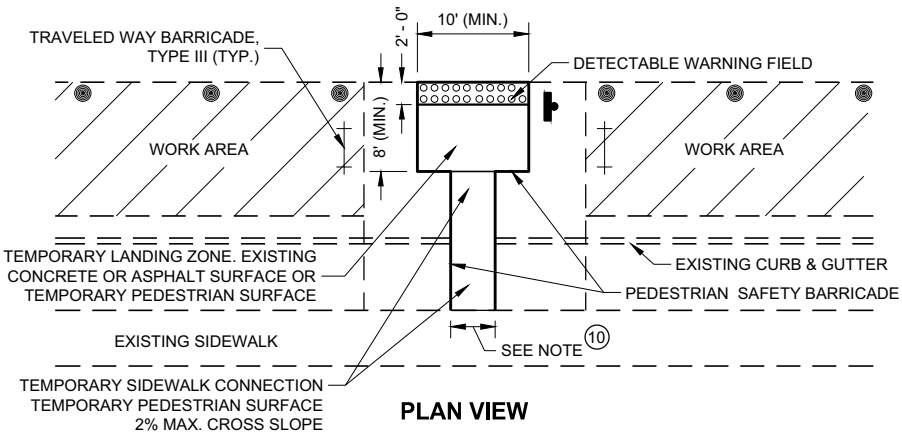 10' (MIN.)
2' - 0"
TRAVELED WAY BARRICADE,
TYPE III (TYP.)
DETECTABLE WARNING FIELD
8' (MIN.)
WORK AREA
WORK AREA
TEMPORARY LANDING ZONE. EXISTING
CONCRETE OR ASPHALT SURFACE OR
TEMPORARY PEDESTRIAN SURFACE
EXISTING CURB & GUTTER
PEDESTRIAN SAFETY BARRICADE
EXISTING SIDEWALK
SEE NOTE 10
TEMPORARY SIDEWALK CONNECTION
TEMPORARY PEDESTRIAN SURFACE
2% MAX. CROSS SLOPE
PLAN VIEW